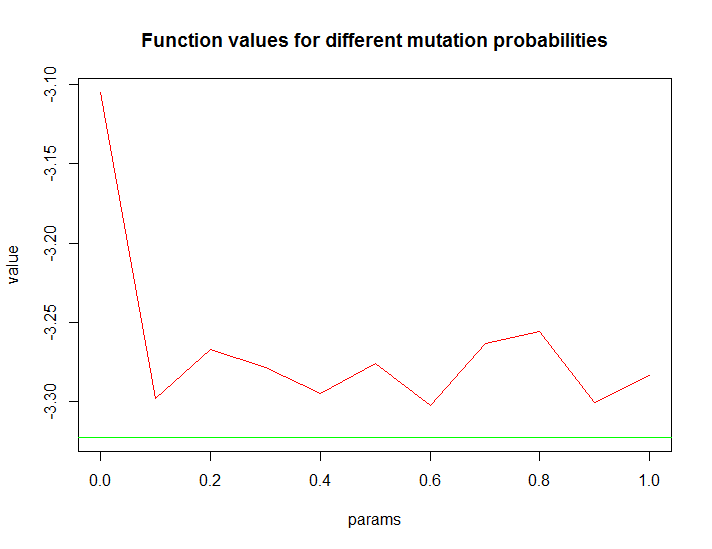 Function values for different mutation probabilities
-3.10
-3.15
-3.20
-3.25
-3.30
value
0.0 0.2 0.4 0.6 0.8 1.0
params